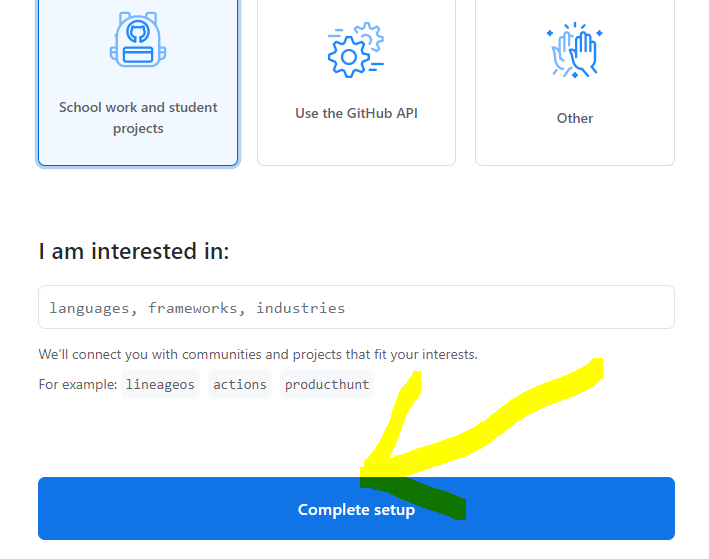 School work and student
projects
Use the GitHub API
Other
I am interested in:
languages, frameworks, industries
We'll connect you with communities and projects that fit your interests.
For example: lineageos actions producthunt
Complete setup